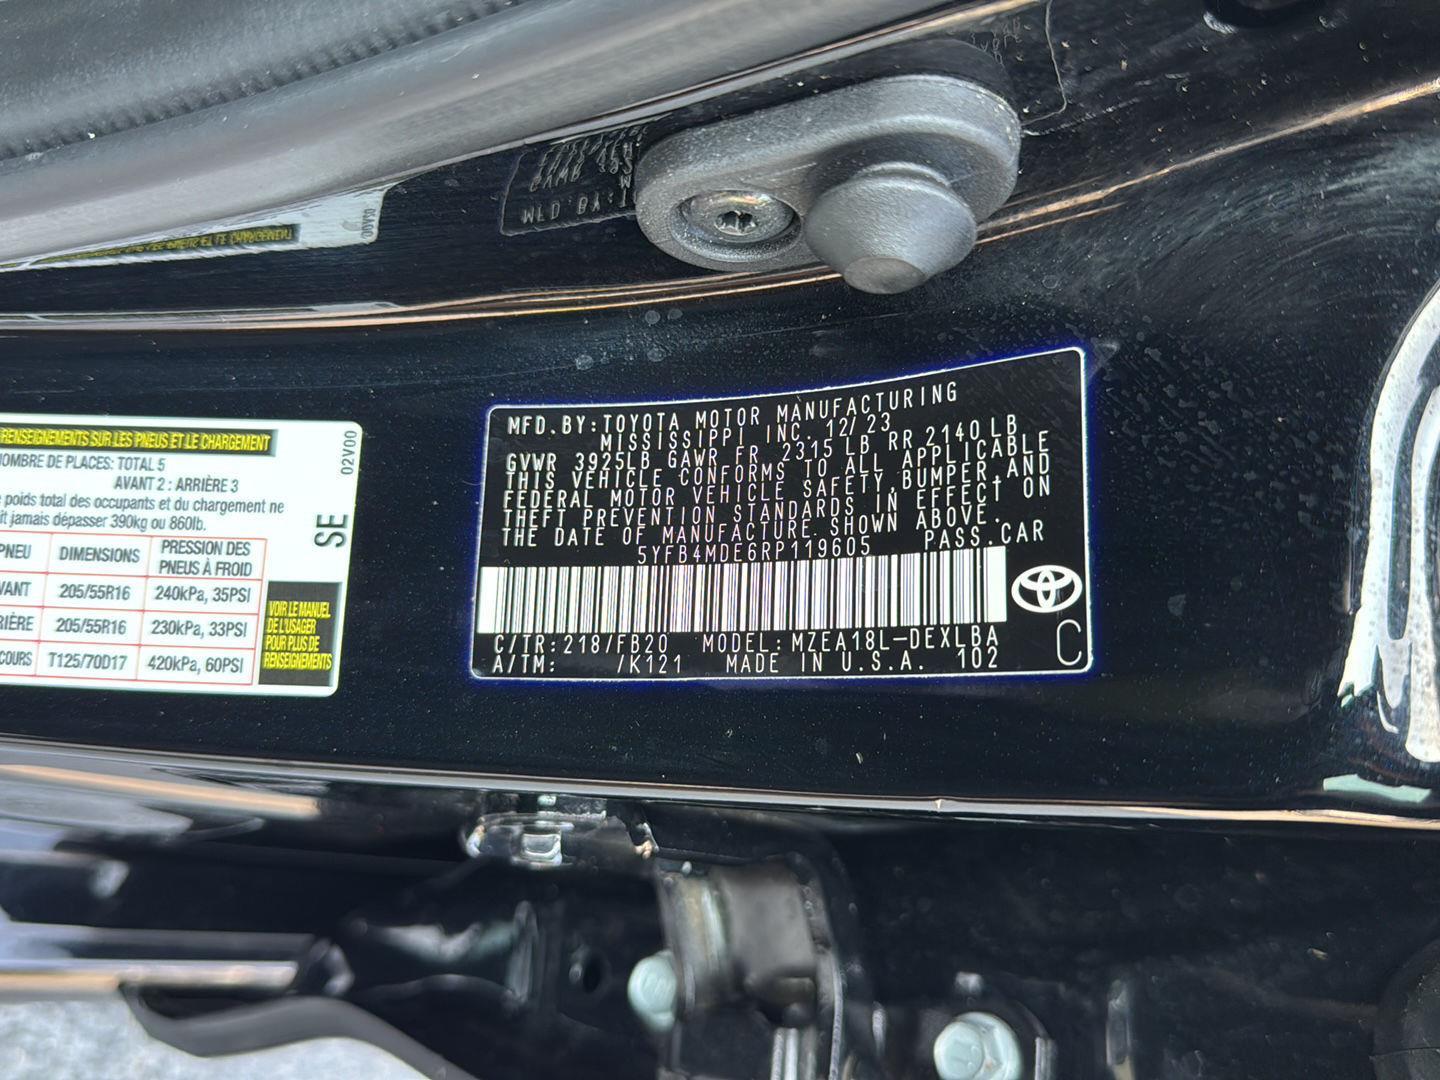 MFD.BY:TOYOTA MOTOR MANUFACTURING
MISSISSIPPI INC. 12/23
GVWR 3925LB GAWR FR 2315 LB RR 2140 LB
THIS VEHICLE CONFORMS TO ALL APPLICABLE
FEDERAL MOTOR VEHICLE SAFETY,BUMPER,AND
THEFT PREVENTION STANDARDS IN EFFECT ON
THE DATE OF MANUFACTURE SHOWN ABOVE.
5YFB4MDE6RP119605 PASS.CAR
C/TR:218/FB20 MODEL:MZEA18L-DEXLBA
A/TM: /K121 MADE IN U.S.A. 102
C
RENSEIGNEMENTS SUR LES PNEUS ET LE CHARGEMENT
NOMBRE DE PLACES: TOTAL 5
AVANT 2 : ARRIÈRE 3
poids total des occupants et du chargement ne
it jamais dépasser 390kg ou 860lb.
PNEU DIMENSIONS PRESSION DES
PNEUS À FROID
VANT 205/55R16 240kPa, 35PSI
RIÈRE 205/55R16 230kPa, 33PSI
COURS T125/70D17 420kPa, 60PSI
02V00
SE
VOIR LE MANUEL
DE L'USAGER
POUR PLUS DE
RENSEIGNEMENTS